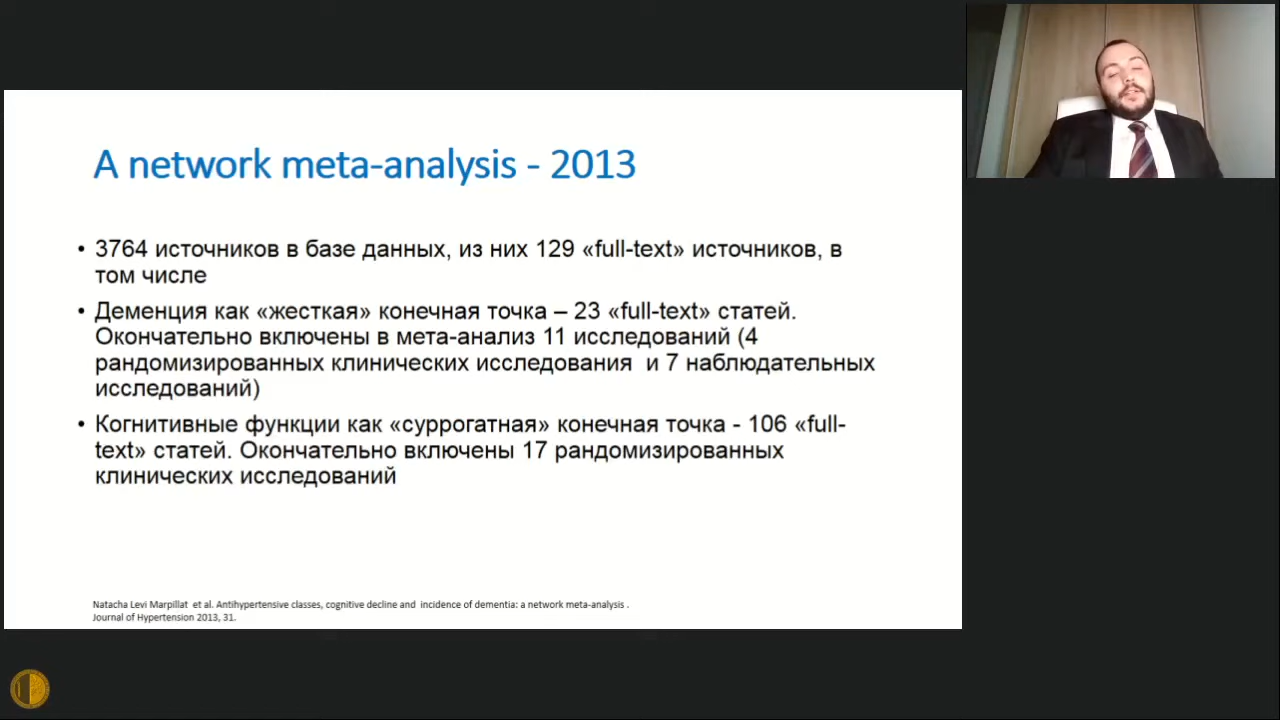 A network meta-analysis - 2013
• 3764 источников в базе данных, из них 129 «full-text» источников, в
том числе
• Деменция как «жесткая» конечная точка – 23 «full-text» статей.
Окончательно включены в мета-анализ 11 исследований (4
рандомизированных клинических исследования и 7 наблюдательных
исследований)
• Когнитивные функции как «суррогатная» конечная точка - 106 «full-
text» статей. Окончательно включены 17 рандомизированных
клинических исследований
Natacha Levi Marpillat et al. Antihypertensive classes, cognitive decline and incidence of dementia: a network meta-analysis .
Journal of Hypertension 2013, 31.